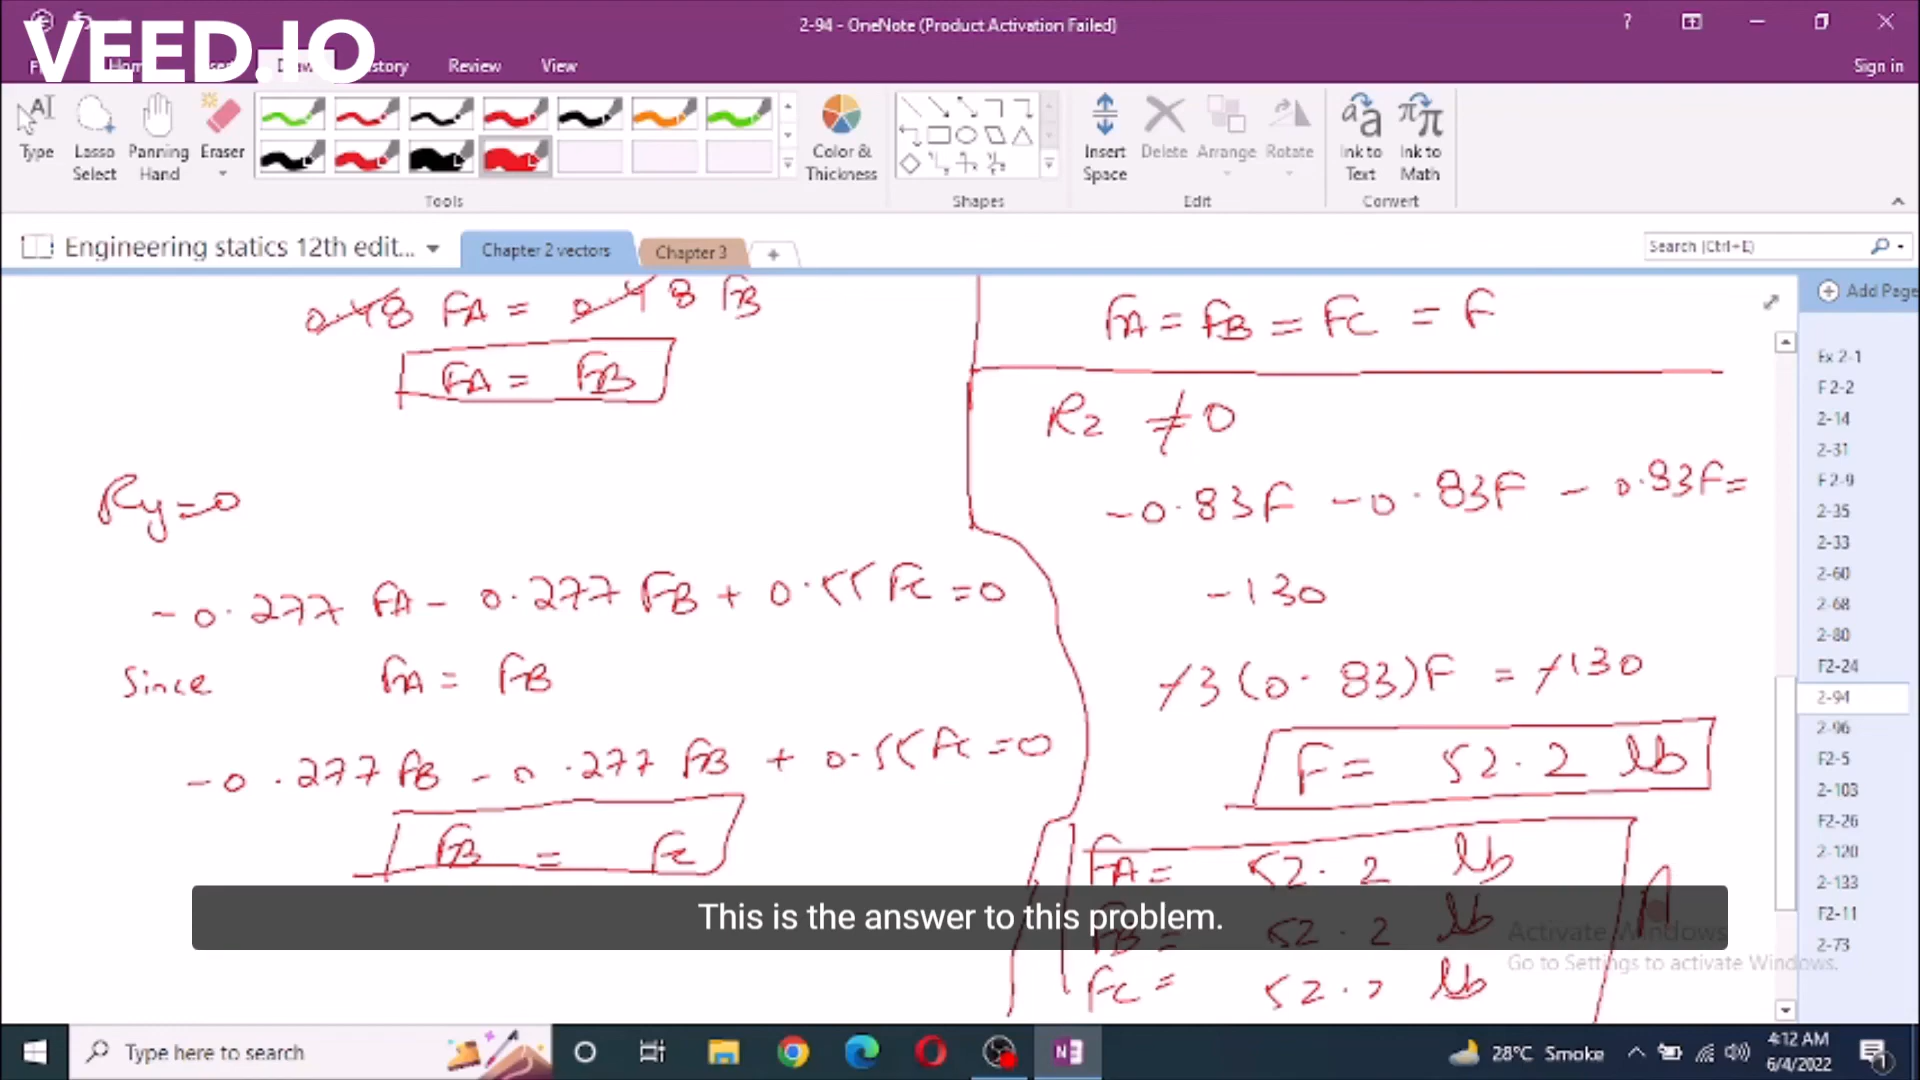 VEED.IO
2-94 - OneNote (Product Activation Failed)
Review
View
Sign in
Type
Lasso Select
Panning Hand
Eraser
Color & Thickness
Insert Space
Delete
Arrange
Rotate
Ink to Text
Ink to Math
Tools
Shapes
Edit
Convert
Engineering statics 12th edit...
Chapter 2 vectors
Chapter 3
Search (Ctrl+E)
0.48 FA = 0.48 FB
FA = FB
Ry=0
-0.277 FA - 0.277 FB + 0.55 FC =0
Since FA = FB
-0.277 FB - 0.277 FB + 0.55 FC =0
FB = FC
FA = FB = FC = F
Rz ≠0
-0.83F -0.83F - 0.83F=
-130
-3(0.83)F = -130
F= 52.2 lb
FA= 52.2 lb
FB= 52.2 lb
FC= 52.2 lb
This is the answer to this problem.
Activate Windows
Go to Settings to activate Windows.
Add Page
Ex 2-1
F 2-2
2-14
2-31
F 2-9
2-35
2-33
2-60
2-68
2-80
F2-24
2-94
2-96
F2-5
2-103
F2-26
2-120
2-133
F2-11
2-73
Type here to search
28°C Smoke
4:12 AM
6/4/2022